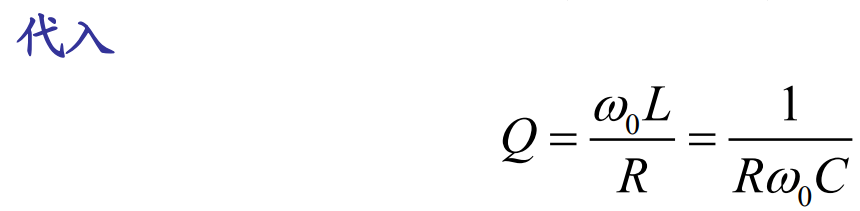 代入
Q = ω₀L / R = 1 / Rω₀C